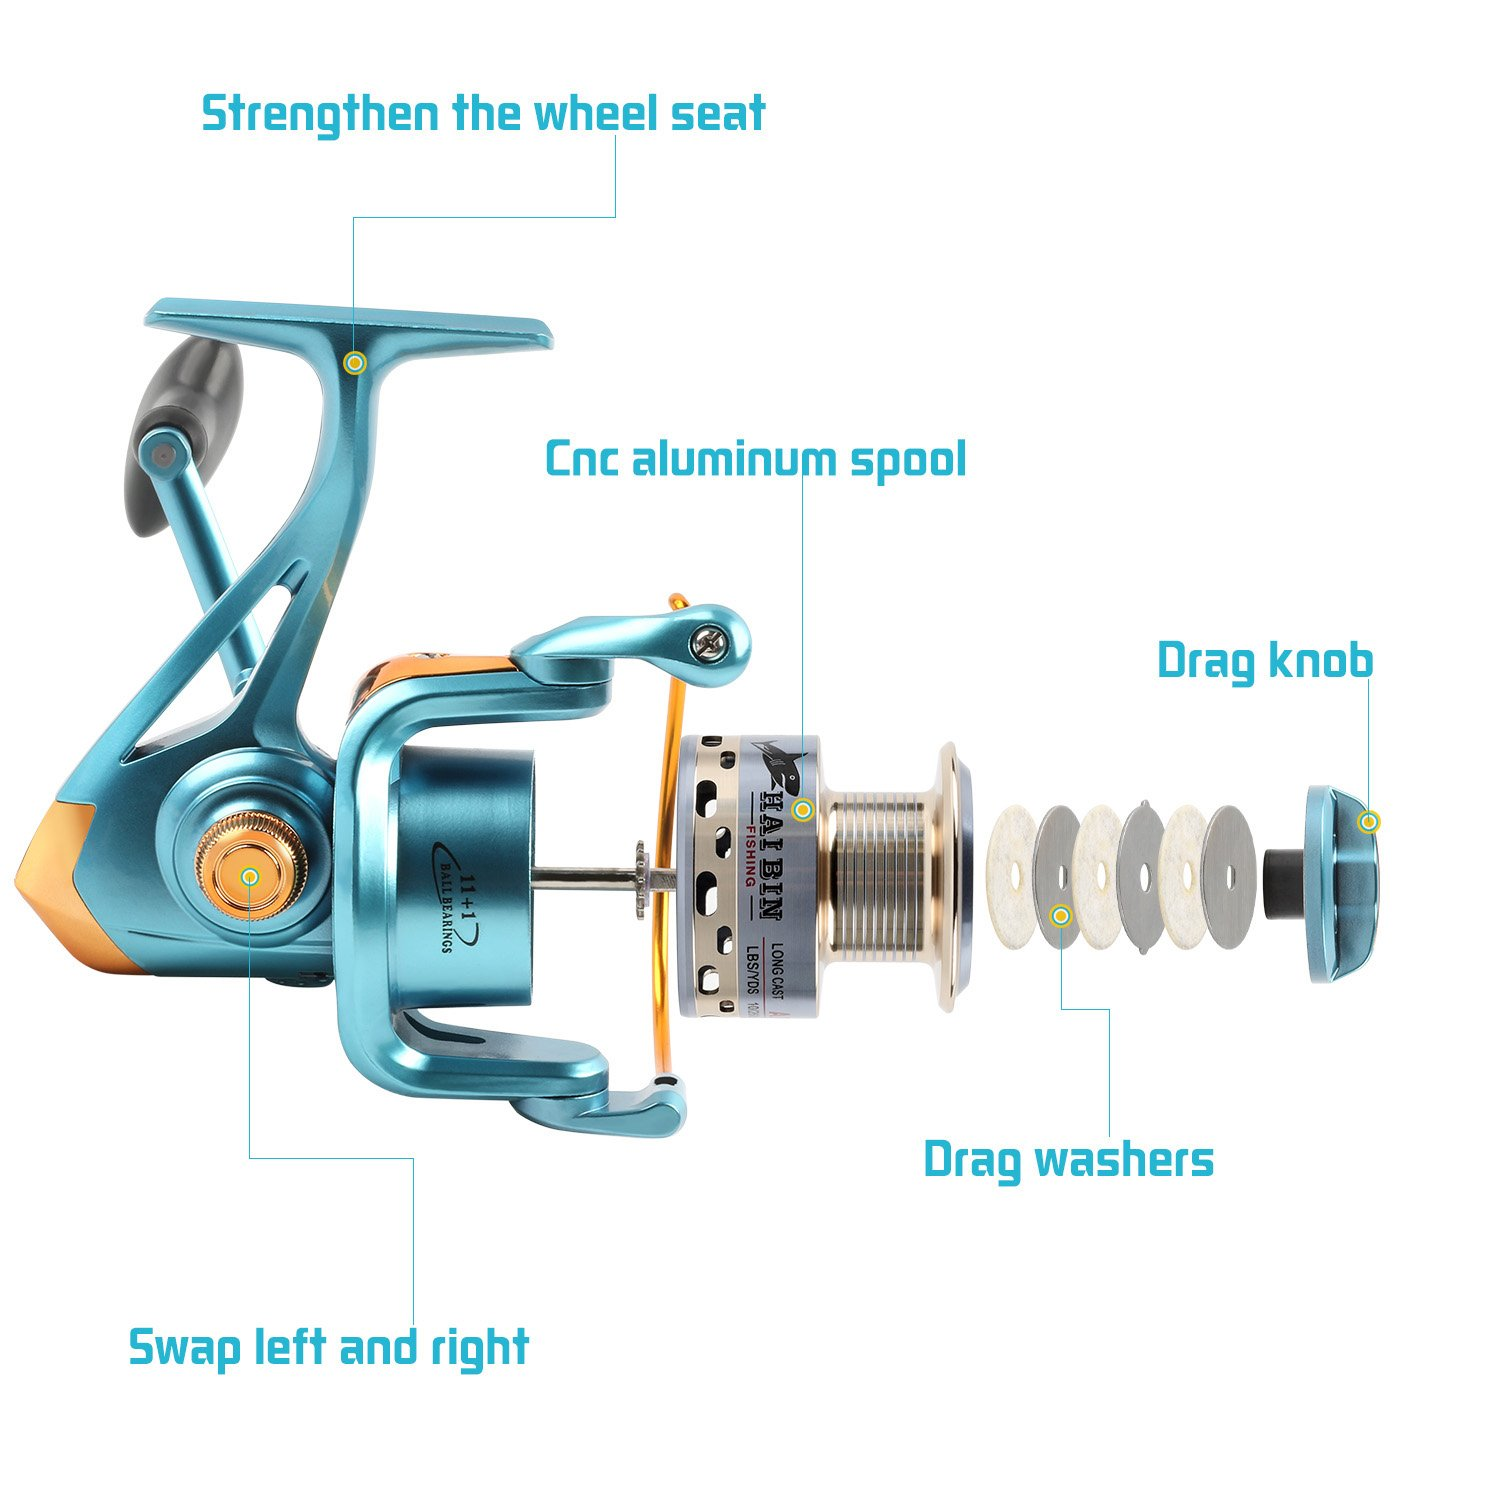 Strengthen the wheel seat
Cnc aluminum spool
Drag knob
11+1
BALL BEARINGS
HAI BIN
FISHING
LONG CAST
LBS/YDS
Drag washers
Swap left and right